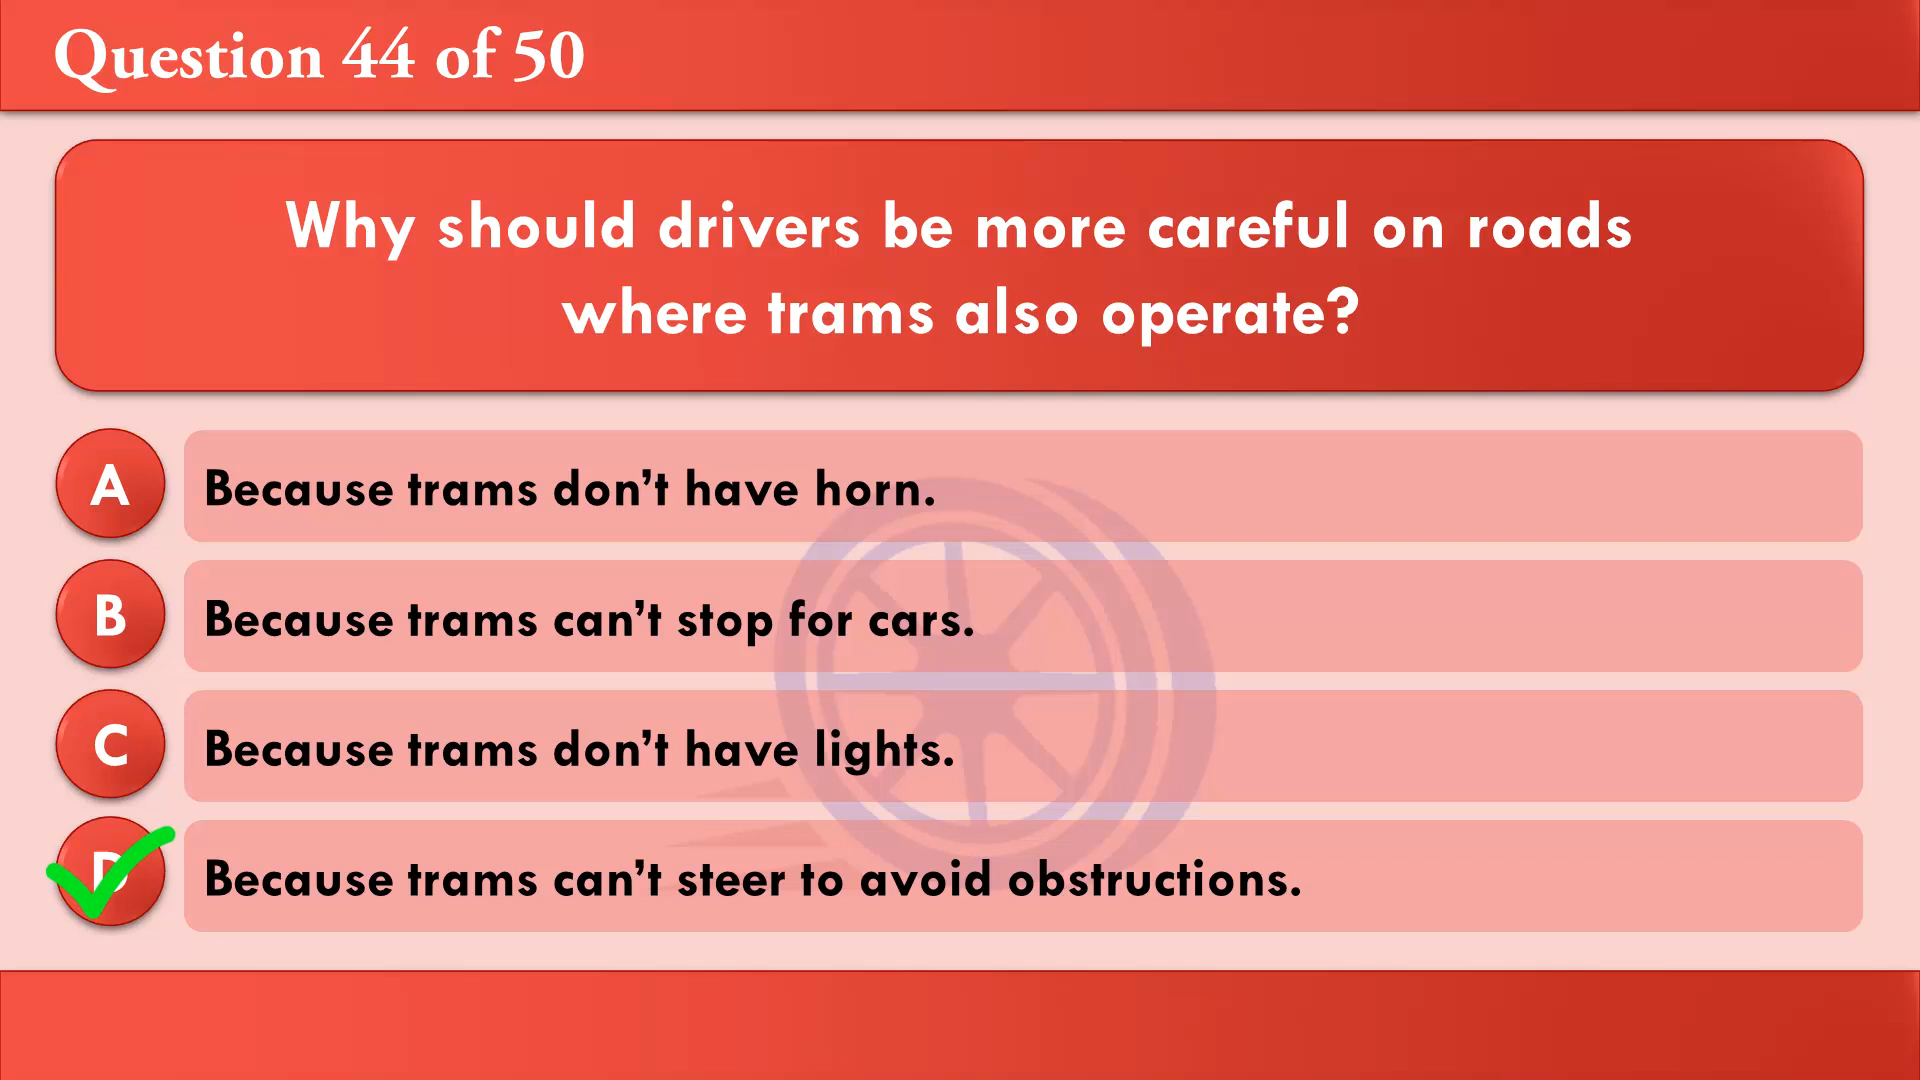 Question 44 of 50
Why should drivers be more careful on roads
where trams also operate?
A
Because trams don’t have horn.
B
Because trams can’t stop for cars.
C
Because trams don’t have lights.
D
Because trams can’t steer to avoid obstructions.